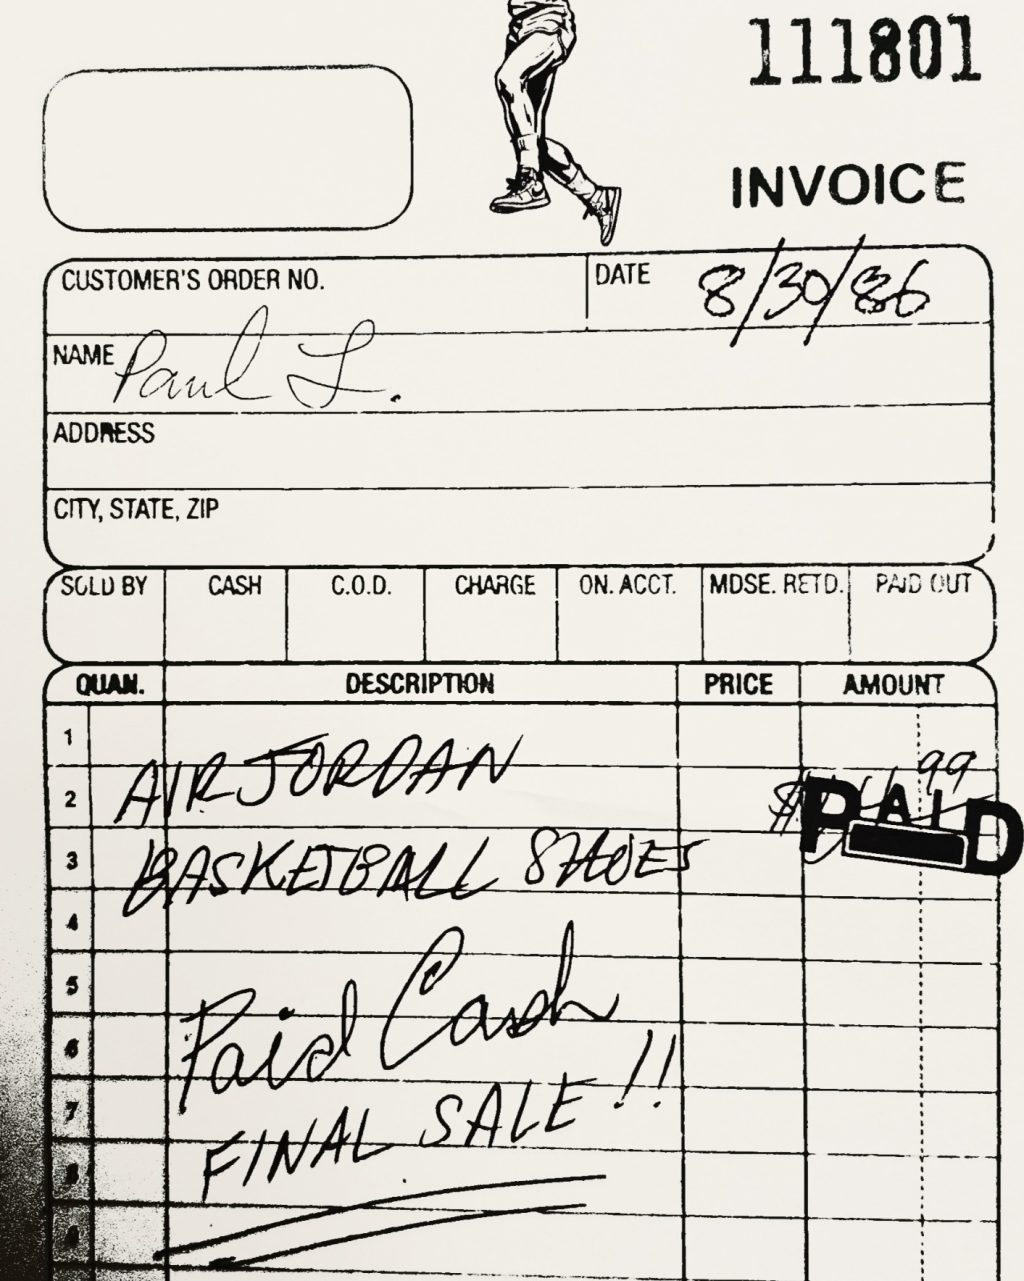 111801
INVOICE
CUSTOMER'S ORDER NO.
DATE 8/30/86
NAME Paul L.
ADDRESS
CITY, STATE, ZIP
SOLD BY CASH C.O.D. CHARGE ON. ACCT. MDSE. RETD. PAID OUT
QUAN. DESCRIPTION PRICE AMOUNT
1
AIR JORDAN
2
PAID
3
BASKETBALL SHOES
4
5
Paid Cash
6
7
FINAL SALE!!
8
9